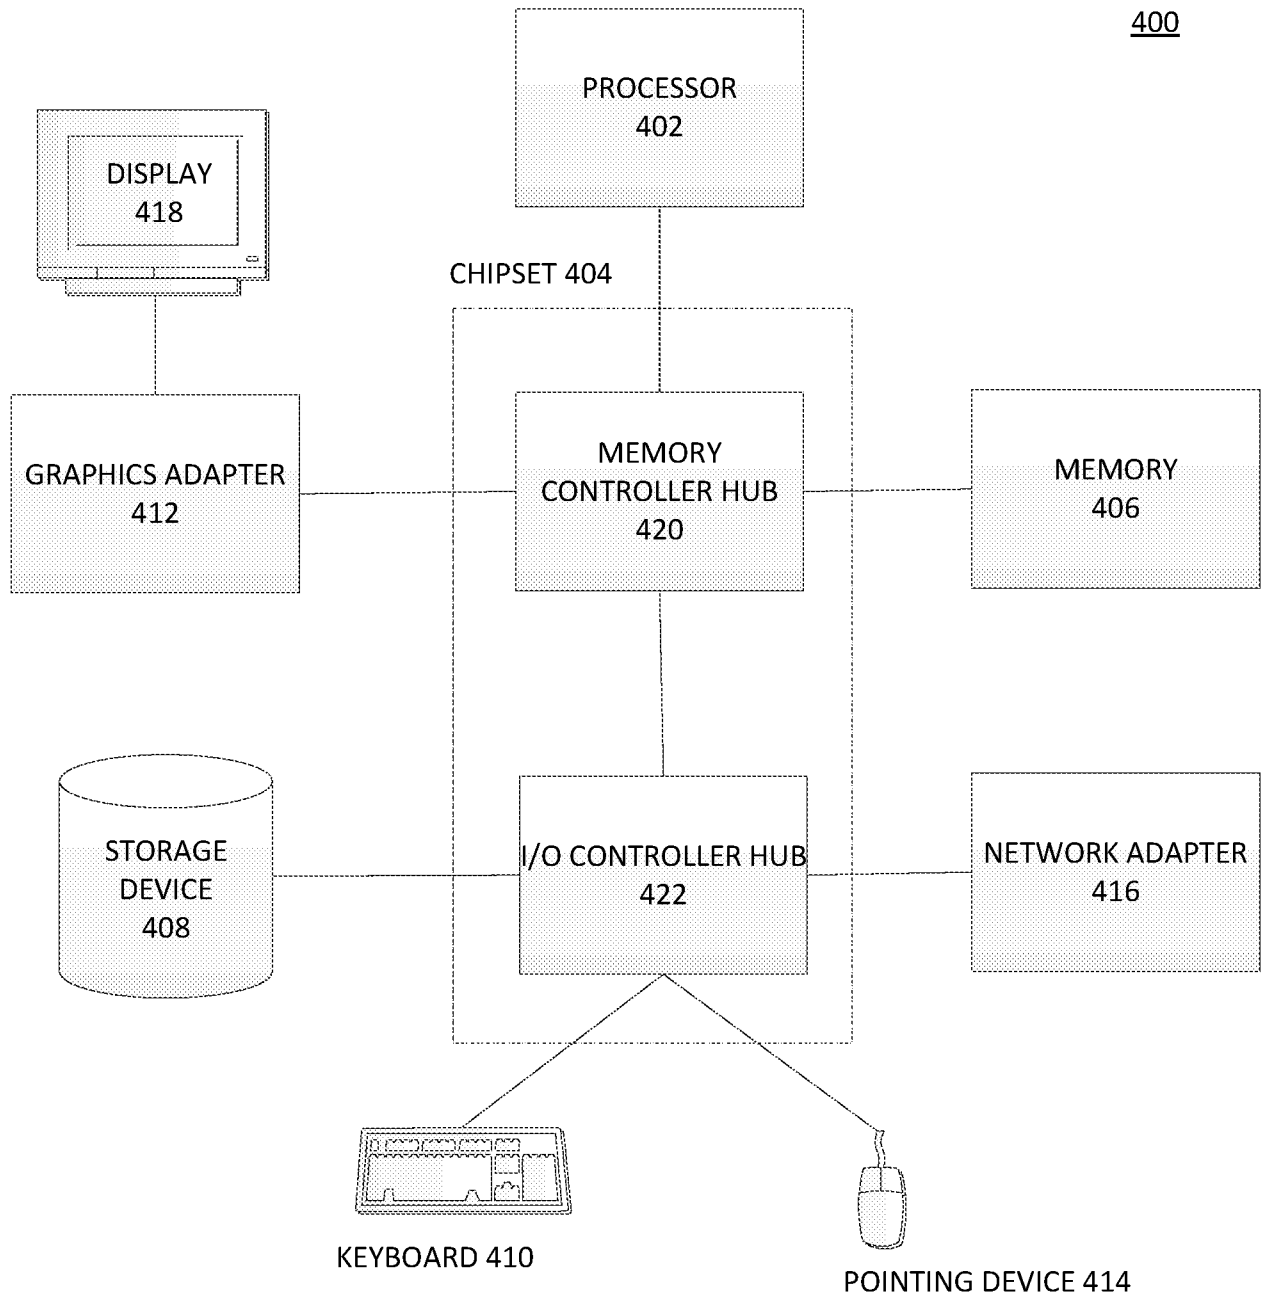 400
PROCESSOR
402
DISPLAY
418
CHIPSET 404
GRAPHICS ADAPTER
412
MEMORY
CONTROLLER HUB
420
MEMORY
406
STORAGE
DEVICE
408
I/O CONTROLLER HUB
422
NETWORK ADAPTER
416
KEYBOARD 410
POINTING DEVICE 414